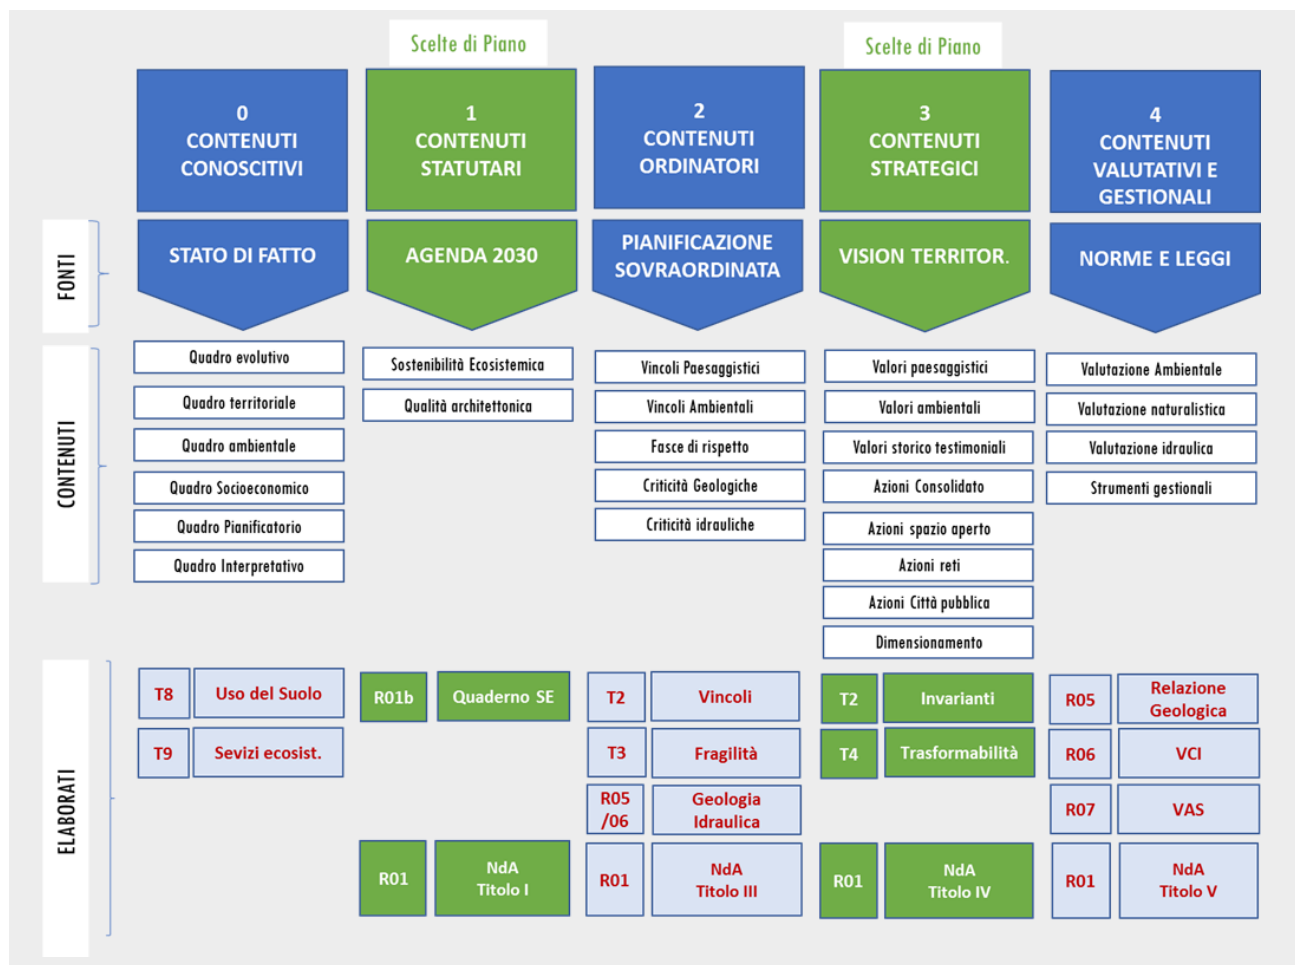 Scelte di Piano
Scelte di Piano
0
CONTENUTI
CONOSCITIVI
1
CONTENUTI
STATUTARI
2
CONTENUTI
ORDINATORI
3
CONTENUTI
STRATEGICI
4
CONTENUTI
VALUTATIVI E
GESTIONALI
FONTI
STATO DI FATTO
AGENDA 2030
PIANIFICAZIONE
SOVRAORDINATA
VISION TERRITOR.
NORME E LEGGI
CONTENUTI
Quadro evolutivo
Quadro territoriale
Quadro ambientale
Quadro Socioeconomico
Quadro Pianificatorio
Quadro Interpretativo
Sostenibilità Ecosistemica
Qualità architettonica
Vincoli Paesaggistici
Vincoli Ambientali
Fasce di rispetto
Criticità Geologiche
Criticità idrauliche
Valori paesaggistici
Valori ambientali
Valori storico testimoniali
Azioni Consolidato
Azioni spazio aperto
Azioni reti
Azioni Città pubblica
Dimensionamento
Valutazione Ambientale
Valutazione naturalistica
Valutazione idraulica
Strumenti gestionali
ELABORATI
T8
Uso del Suolo
T9
Sevizi ecosist.
R01b
Quaderno SE
R01
NdA
Titolo I
T2
Vincoli
T3
Fragilità
R05
/06
Geologia
Idraulica
R01
NdA
Titolo III
T2
Invarianti
T4
Trasformabilità
R01
NdA
Titolo IV
R05
Relazione
Geologica
R06
VCI
R07
VAS
R01
NdA
Titolo V